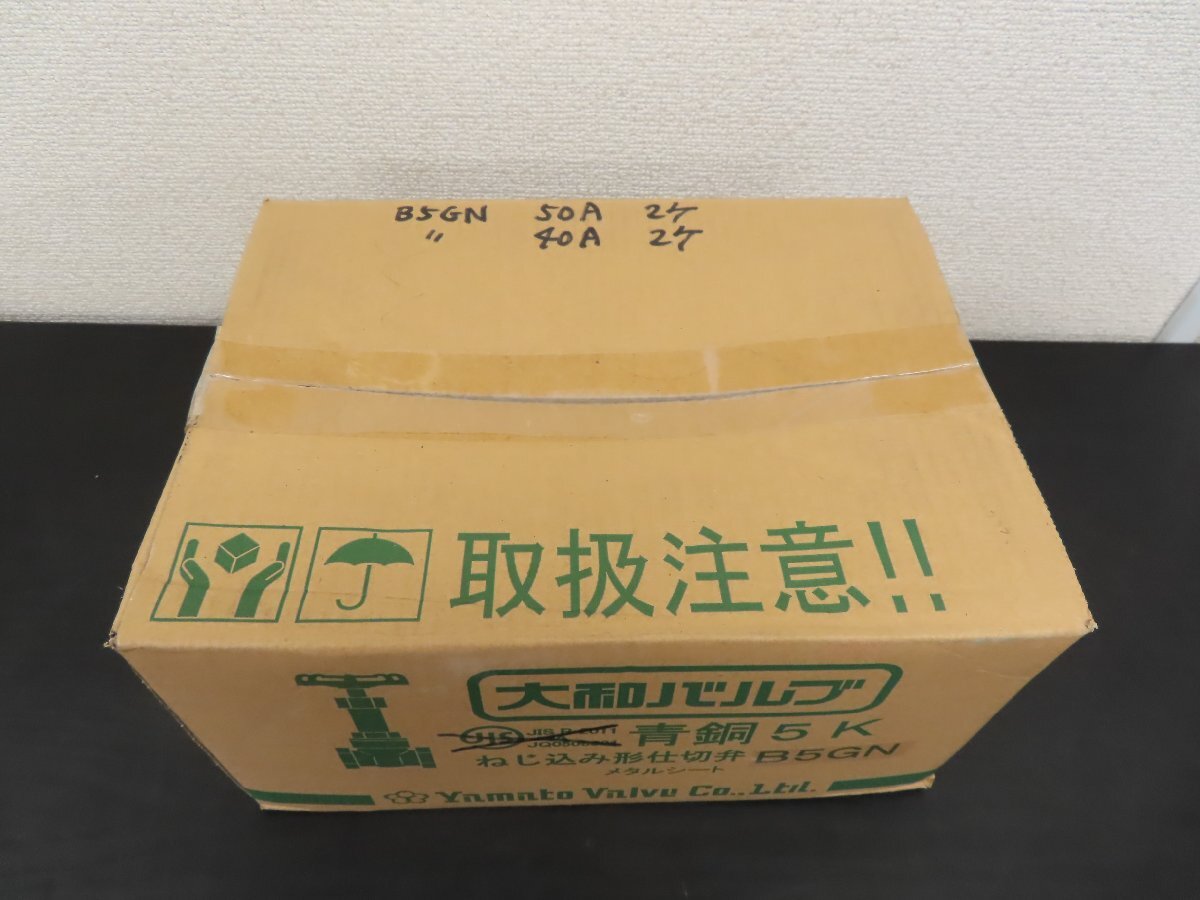 B5GN 50A 2ケ
〃 40A 2ケ
取扱注意!!
大和バルブ
JIS B 2011
青銅5K
ねじ込み形仕切弁 B5GN
メタルシート
Yamato Valve Co.,Ltd.